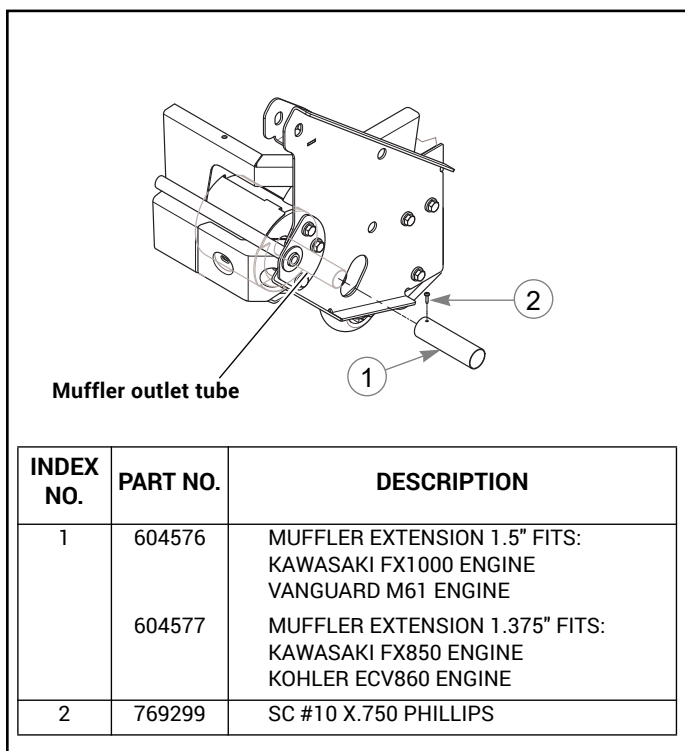 2
1
Muffler outlet tube
INDEX NO. PART NO. DESCRIPTION
1 604576 MUFFLER EXTENSION 1.5" FITS:
KAWASAKI FX1000 ENGINE
VANGUARD M61 ENGINE
604577 MUFFLER EXTENSION 1.375" FITS:
KAWASAKI FX850 ENGINE
KOHLER ECV860 ENGINE
2 769299 SC #10 X.750 PHILLIPS